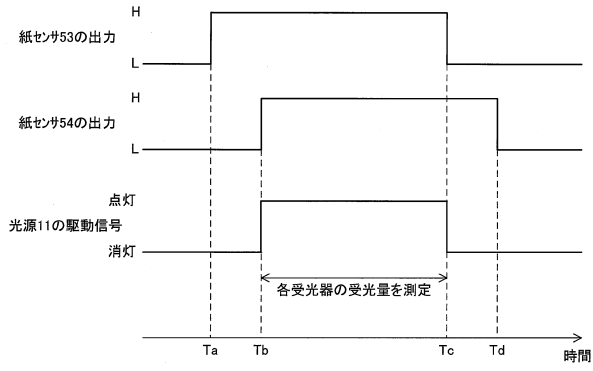 H
紙センサ53の出力
L
H
紙センサ54の出力
L
点灯
光源11の駆動信号
消灯
各受光器の受光量を測定
Ta Tb Tc Td 時間